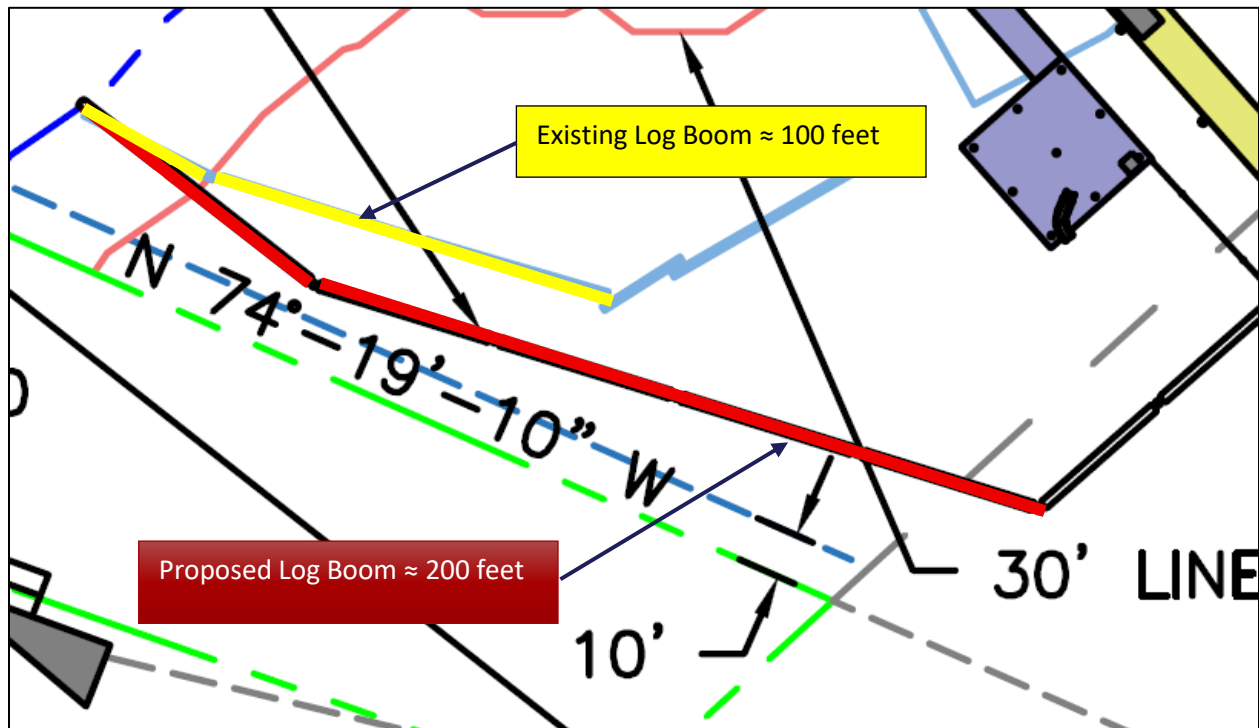 Existing Log Boom ≈ 100 feet
N 74°-19'-10" W
Proposed Log Boom ≈ 200 feet
30' LINE
10'